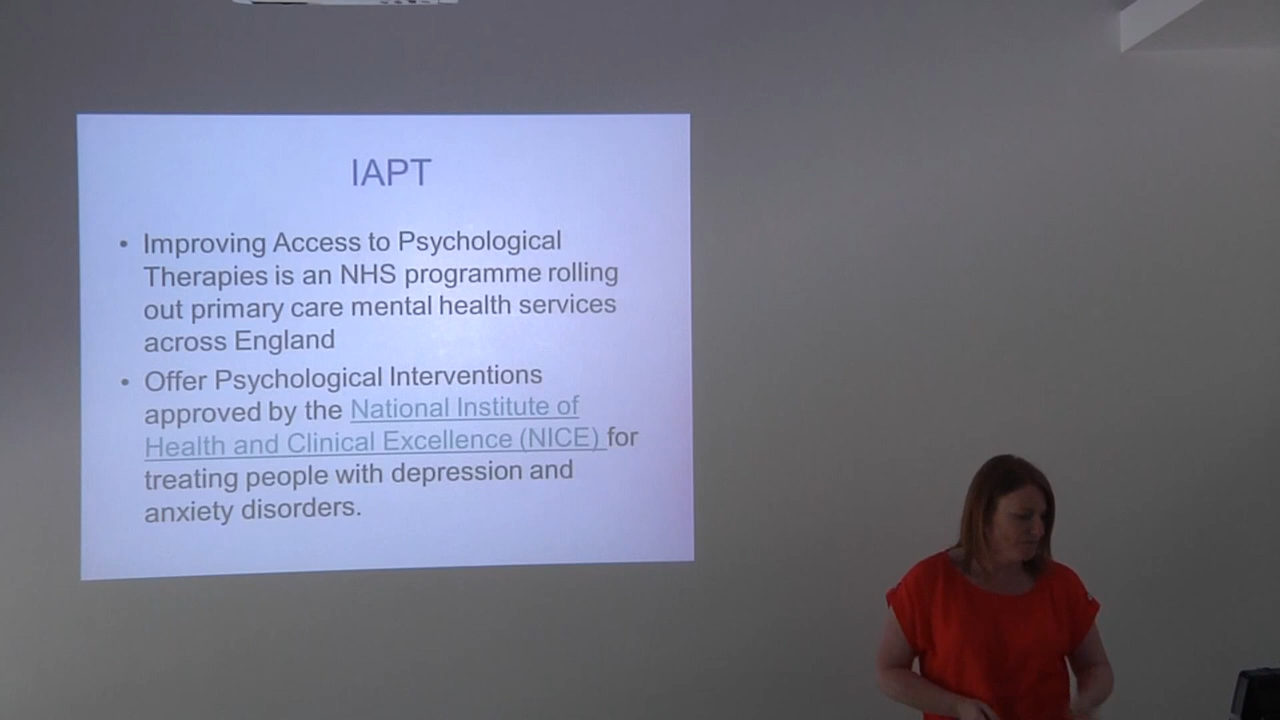 IAPT
• Improving Access to Psychological
Therapies is an NHS programme rolling
out primary care mental health services
across England
• Offer Psychological Interventions
approved by the National Institute of
Health and Clinical Excellence (NICE) for
treating people with depression and
anxiety disorders.